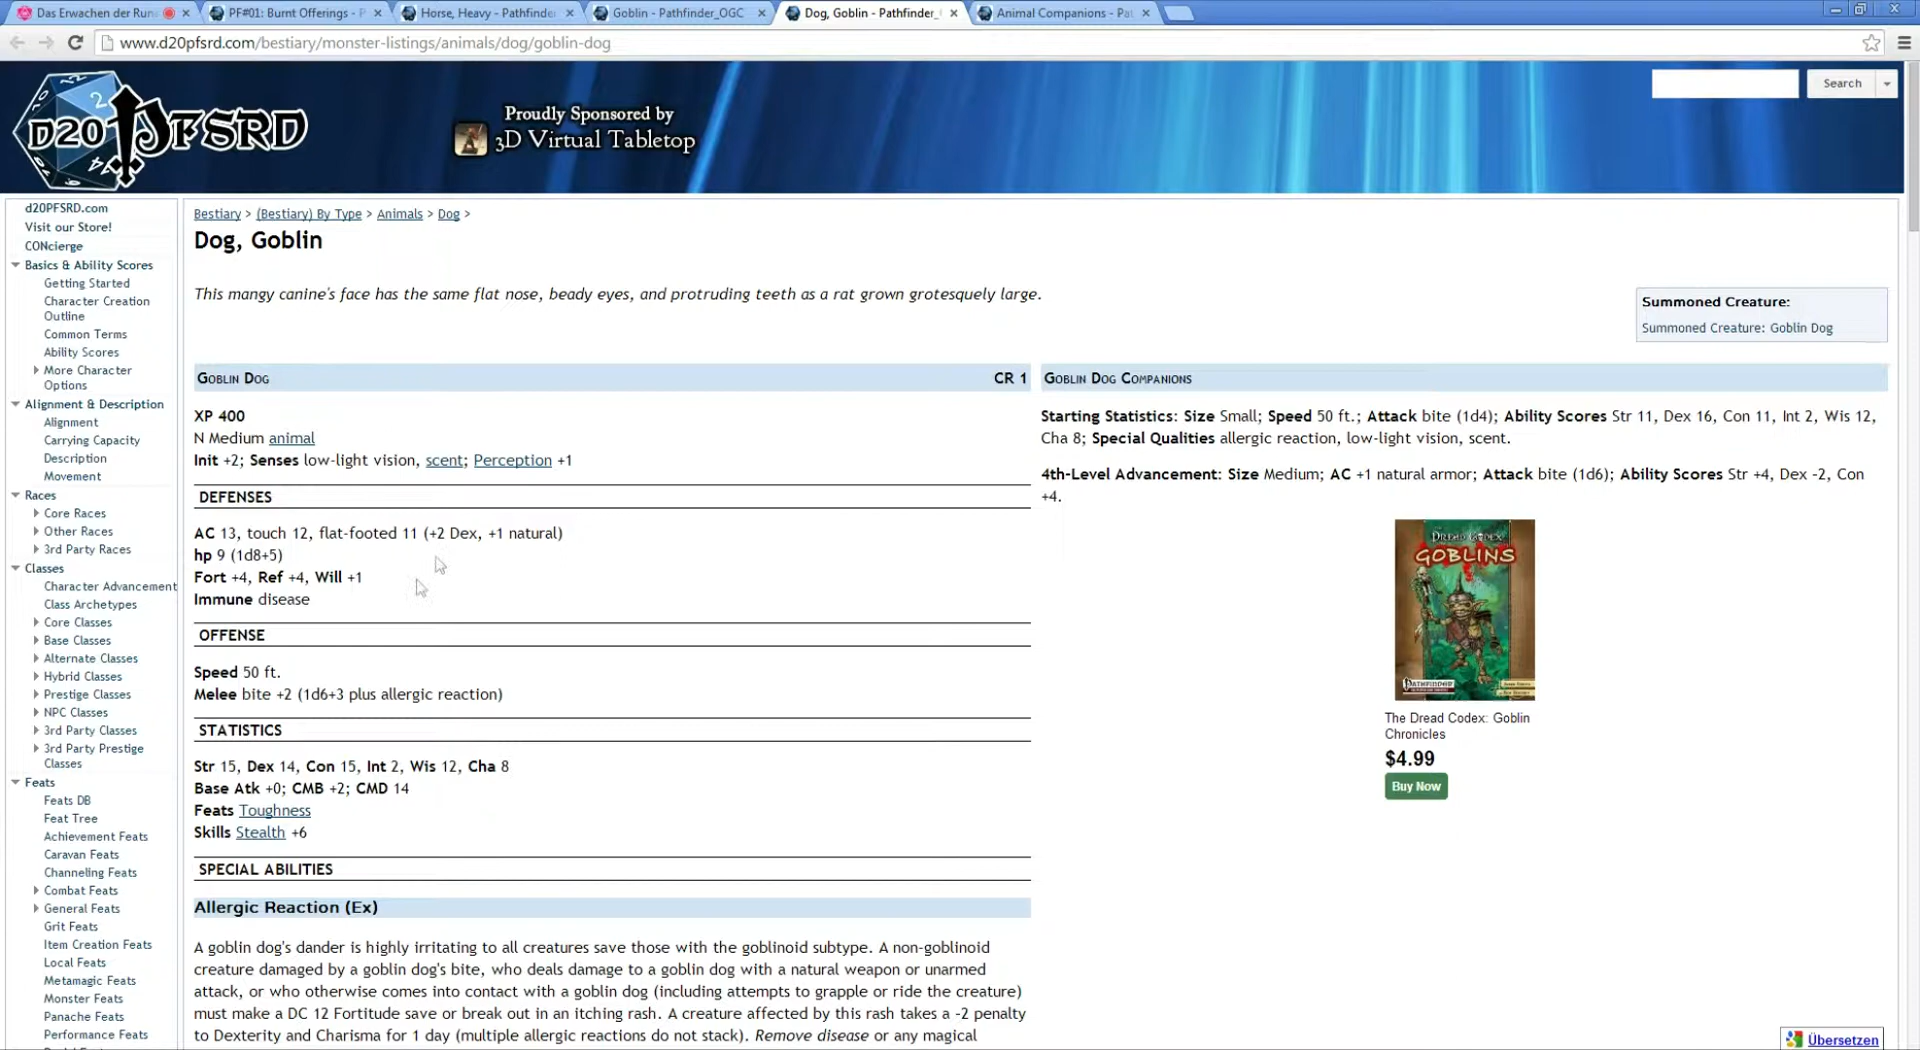 Das Erwachen der Run
PF#01: Burnt Offerings - P
Horse, Heavy - Pathfinder
Goblin - Pathfinder_OGC
Dog, Goblin - Pathfinder_
Animal Companions - Pat
www.d20pfsrd.com/bestiary/monster-listings/animals/dog/goblin-dog
D20PFSRD
Proudly Sponsored by
3D Virtual Tabletop
Search
d20PFSRD.com
Visit our Store!
CONcierge
Basics & Ability Scores
Getting Started
Character Creation
Outline
Common Terms
Ability Scores
More Character
Options
Alignment & Description
Alignment
Carrying Capacity
Description
Movement
Races
Core Races
Other Races
3rd Party Races
Classes
Character Advancement
Class Archetypes
Core Classes
Base Classes
Alternate Classes
Hybrid Classes
Prestige Classes
NPC Classes
3rd Party Classes
3rd Party Prestige
Classes
Feats
Feats DB
Feat Tree
Achievement Feats
Caravan Feats
Channeling Feats
Combat Feats
General Feats
Grit Feats
Item Creation Feats
Local Feats
Metamagic Feats
Monster Feats
Panache Feats
Performance Feats
Bestiary > (Bestiary) By Type > Animals > Dog >
Dog, Goblin
This mangy canine's face has the same flat nose, beady eyes, and protruding teeth as a rat grown grotesquely large.
Summoned Creature:
Summoned Creature: Goblin Dog
Goblin Dog CR 1
XP 400
N Medium animal
Init +2; Senses low-light vision, scent; Perception +1
DEFENSES
AC 13, touch 12, flat-footed 11 (+2 Dex, +1 natural)
hp 9 (1d8+5)
Fort +4, Ref +4, Will +1
Immune disease
OFFENSE
Speed 50 ft.
Melee bite +2 (1d6+3 plus allergic reaction)
STATISTICS
Str 15, Dex 14, Con 15, Int 2, Wis 12, Cha 8
Base Atk +0; CMB +2; CMD 14
Feats Toughness
Skills Stealth +6
SPECIAL ABILITIES
Allergic Reaction (Ex)
A goblin dog's dander is highly irritating to all creatures save those with the goblinoid subtype. A non-goblinoid
creature damaged by a goblin dog's bite, who deals damage to a goblin dog with a natural weapon or unarmed
attack, or who otherwise comes into contact with a goblin dog (including attempts to grapple or ride the creature)
must make a DC 12 Fortitude save or break out in an itching rash. A creature affected by this rash takes a -2 penalty
to Dexterity and Charisma for 1 day (multiple allergic reactions do not stack). Remove disease or any magical
Goblin Dog Companions
Starting Statistics: Size Small; Speed 50 ft.; Attack bite (1d4); Ability Scores Str 11, Dex 16, Con 11, Int 2, Wis 12,
Cha 8; Special Qualities allergic reaction, low-light vision, scent.
4th-Level Advancement: Size Medium; AC +1 natural armor; Attack bite (1d6); Ability Scores Str +4, Dex -2, Con
+4.
The Dread Codex:
GOBLINS
PATHFINDER
The Dread Codex: Goblin
Chronicles
$4.99
Buy Now
Übersetzen